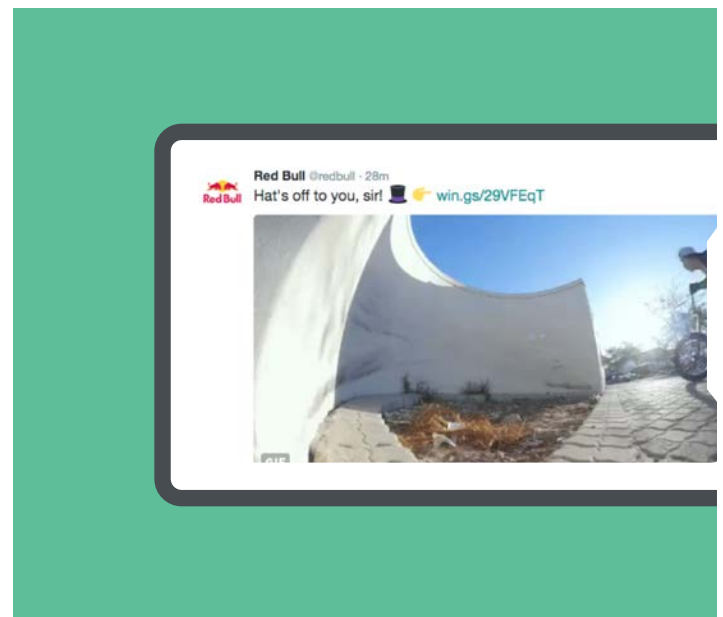 Red Bull @redbull · 28m
Red Bull
Hat's off to you, sir! 🎩 👉 win.gs/29VFEqT
GIF